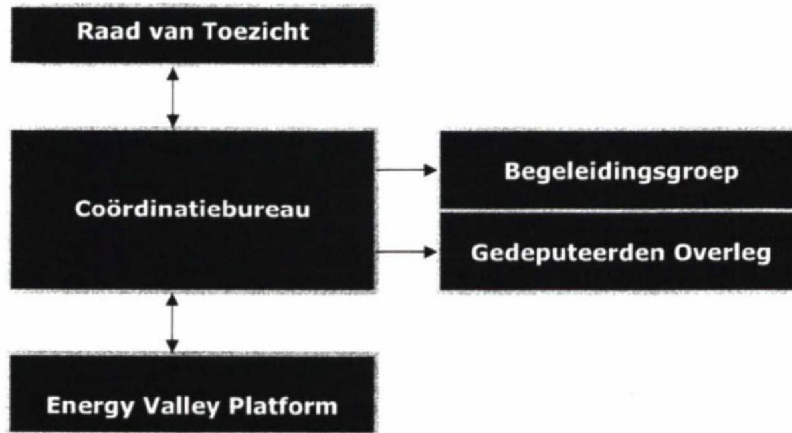 Raad van Toezicht
Coördinatiebureau
Begeleidingsgroep
Gedeputeerden Overleg
Energy Valley Platform